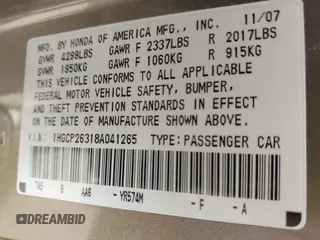 MFD. BY HONDA OF AMERICA MFG., INC. 11/07
GVWR 4299LBS GAWR F 2337LBS R 2017LBS
GVWR 1950KG GAWR F 1060KG R 915KG
THIS VEHICLE CONFORMS TO ALL APPLICABLE
FEDERAL MOTOR VEHICLE SAFETY, BUMPER,
AND THEFT PREVENTION STANDARDS IN EFFECT
ON THE DATE OF MANUFACTURE SHOWN ABOVE.
1HGCP26318A041265 TYPE: PASSENGER CAR
TA5 B AA6 -YR574M -F -A
DREAMBID